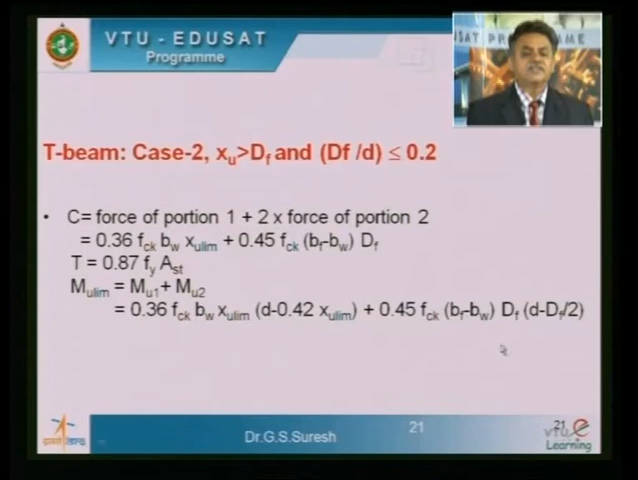 VTU - EDUSAT
Programme
T-beam: Case-2, xu>Df and (Df /d) ≤ 0.2
• C= force of portion 1 + 2 x force of portion 2
= 0.36 fck bw xulim + 0.45 fck (bf-bw) Df
T = 0.87 fy Ast
Mulim = Mu1+ Mu2
= 0.36 fck bw xulim (d-0.42 xulim) + 0.45 fck (bf-bw) Df (d-Df/2)
Dr.G.S.Suresh
21
21
VTU e
Learning